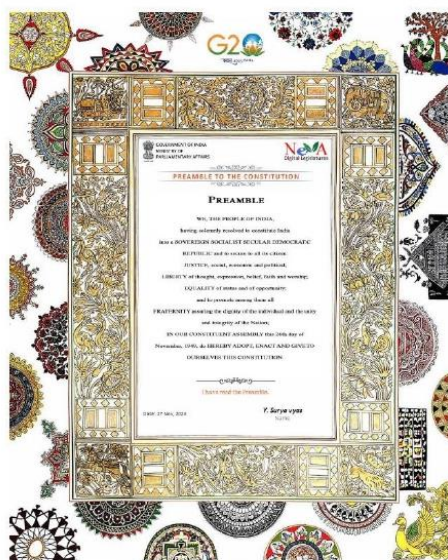 G20
GOVERNMENT OF INDIA
MINISTRY OF
PARLIAMENTARY AFFAIRS
NeVA
Digital Legislatures
PREAMBLE TO THE CONSTITUTION
PREAMBLE
WE, THE PEOPLE OF INDIA,
having solemnly resolved to constitute India
into a SOVEREIGN SOCIALIST SECULAR DEMOCRATIC
REPUBLIC and to secure to all its citizens
JUSTICE, social, economic and political;
LIBERTY of thought, expression, belief, faith and worship;
EQUALITY of status and of opportunity;
and to promote among them all
FRATERNITY assuring the dignity of the individual and the unity
and integrity of the Nation;
IN OUR CONSTITUENT ASSEMBLY this 26th day of
November, 1949, do HEREBY ADOPT, ENACT AND GIVE TO
OURSELVES THIS CONSTITUTION
I have read the Preamble.
Y. Surya vyas